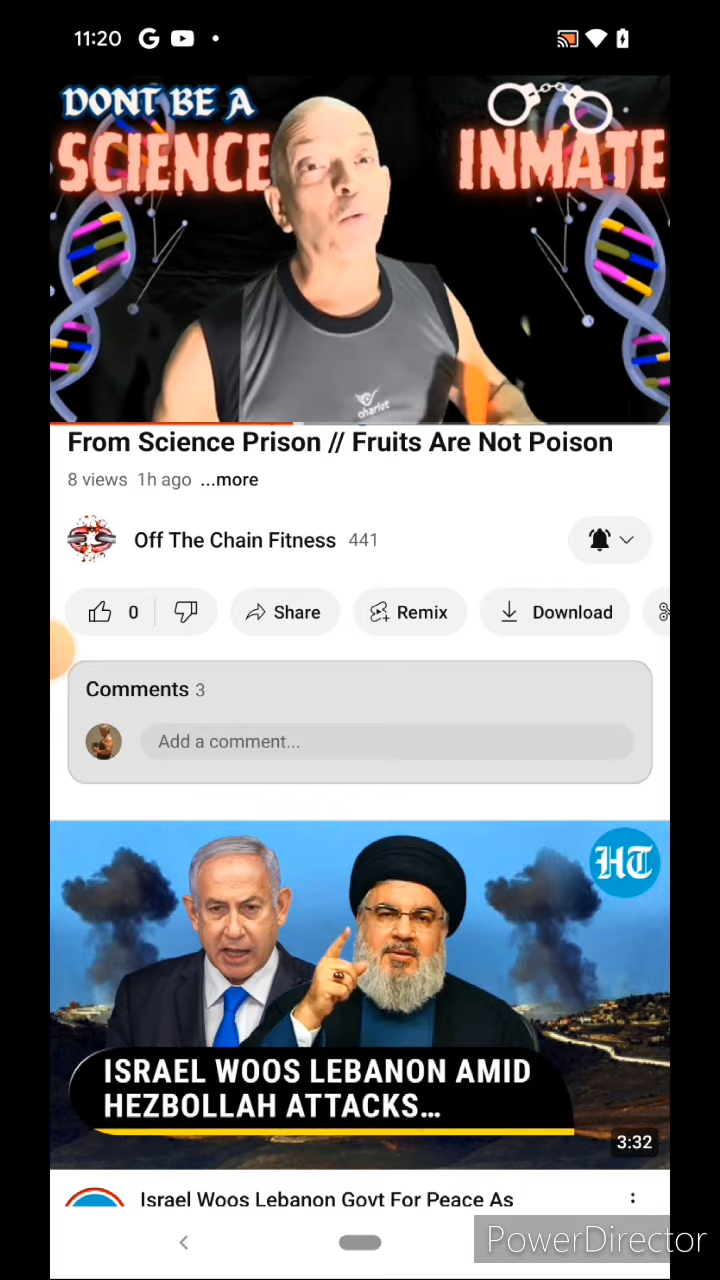 11:20
DONT BE A
SCIENCE INMATE
chariot
From Science Prison // Fruits Are Not Poison
8 views 1h ago ...more
Off The Chain Fitness 441
0 Share Remix Download
Comments 3
Add a comment...
HT
ISRAEL WOOS LEBANON AMID
HEZBOLLAH ATTACKS...
3:32
Israel Woos Lebanon Govt For Peace As
PowerDirector